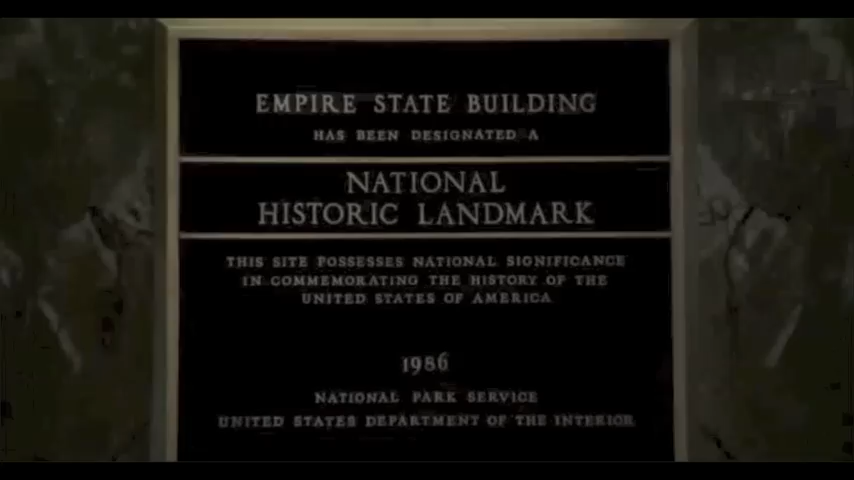 EMPIRE STATE BUILDING
HAS BEEN DESIGNATED A
NATIONAL
HISTORIC LANDMARK
THIS SITE POSSESSES NATIONAL SIGNIFICANCE
IN COMMEMORATING THE HISTORY OF THE
UNITED STATES OF AMERICA
1986
NATIONAL PARK SERVICE
UNITED STATES DEPARTMENT OF THE INTERIOR